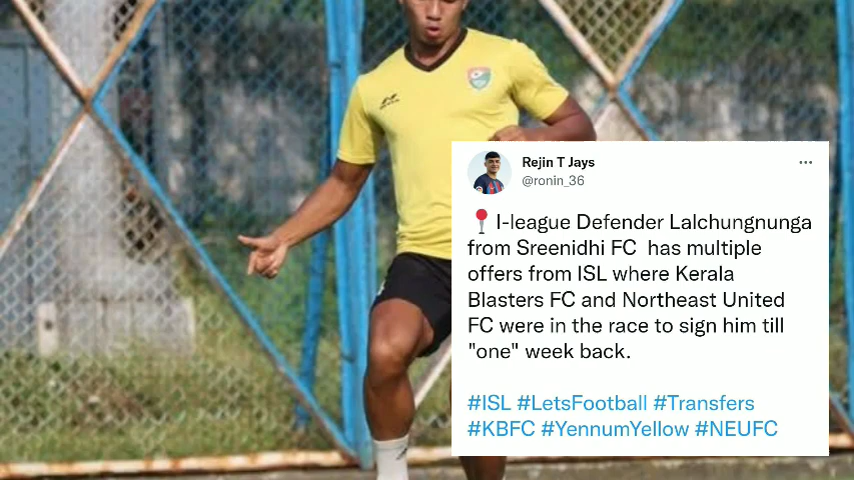 Rejin T Jays
@ronin_36
📍I-league Defender Lalchungnunga
from Sreenidhi FC has multiple
offers from ISL where Kerala
Blasters FC and Northeast United
FC were in the race to sign him till
"one" week back.
#ISL #LetsFootball #Transfers
#KBFC #YennumYellow #NEUFC